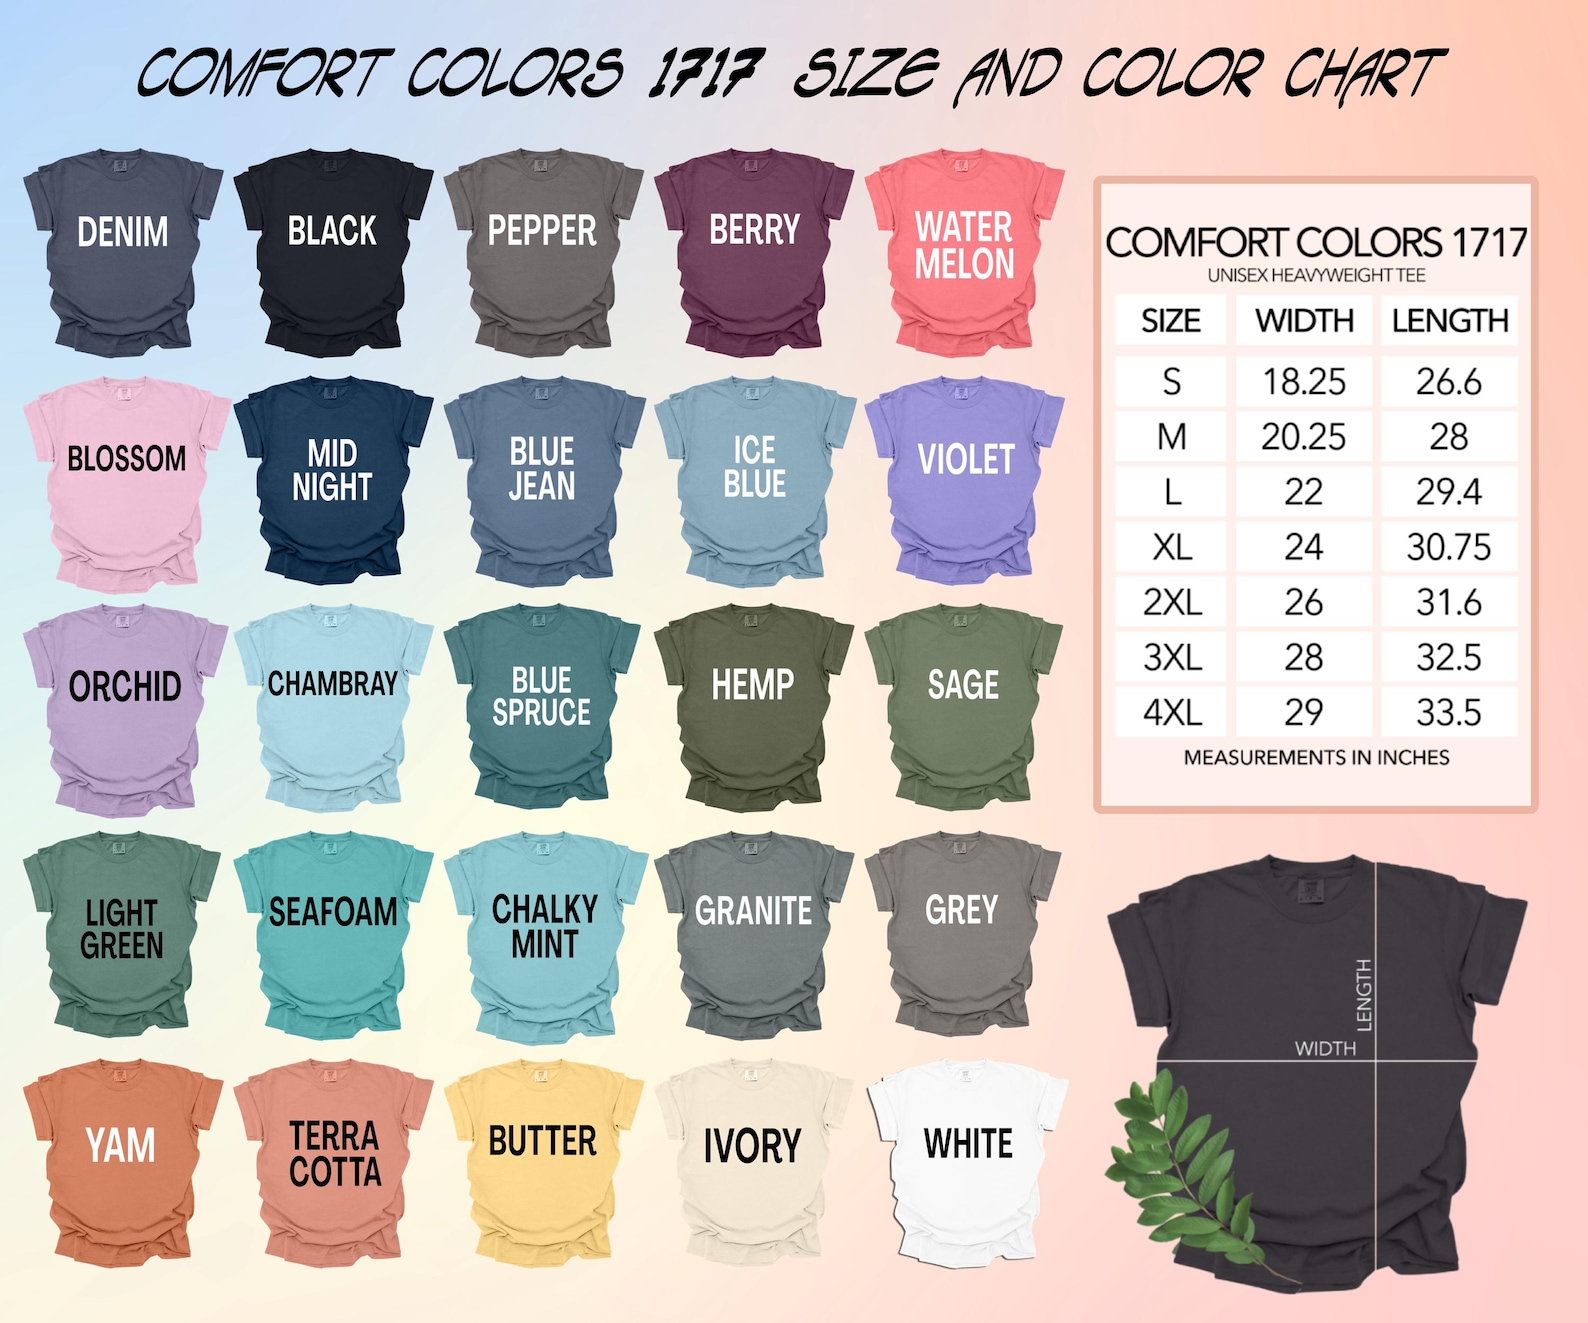 COMFORT COLORS 1717 SIZE AND COLOR CHART
DENIM
BLACK
PEPPER
BERRY
WATER
MELON
BLOSSOM
MID
NIGHT
BLUE
JEAN
ICE
BLUE
VIOLET
ORCHID
CHAMBRAY
BLUE
SPRUCE
HEMP
SAGE
LIGHT
GREEN
SEAFOAM
CHALKY
MINT
GRANITE
GREY
YAM
TERRA
COTTA
BUTTER
IVORY
WHITE
COMFORT COLORS 1717
UNISEX HEAVYWEIGHT TEE
SIZE WIDTH LENGTH
S 18.25 26.6
M 20.25 28
L 22 29.4
XL 24 30.75
2XL 26 31.6
3XL 28 32.5
4XL 29 33.5
MEASUREMENTS IN INCHES
LENGTH
WIDTH